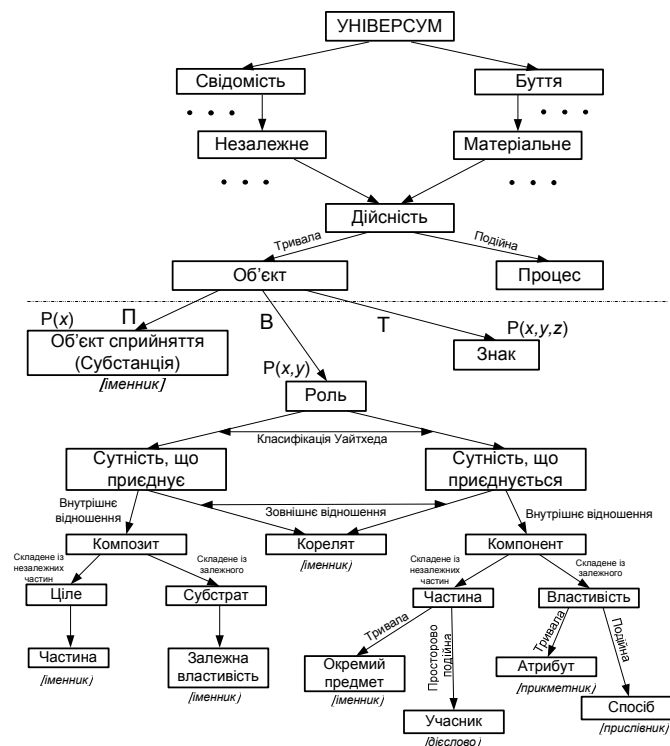 УНІВЕРСУМ
Свідомість
Буття
Незалежне
Матеріальне
Дійсність
Тривала
Подійна
Об'єкт
Процес
P(x)
П
В
Т
P(x,y,z)
Об'єкт сприйняття
(Субстанція)
[іменник]
Знак
P(x,y)
Роль
Класифікація Уайтхеда
Сутність, що
приєднує
Сутність, що
приєднується
Внутрішнє
відношення
Зовнішнє відношення
Внутрішнє відношення
Композит
Корелят
[іменник)
Компонент
Складене із
незалежних
частин
Складене із
залежного
Складене із
незалежних
частин
Складене із
залежного
Ціле
Субстрат
Частина
Властивість
Тривала
Просторово
подійна
Тривала
Подійна
Частина
[іменник)
Залежна
властивість
[іменник)
Окремий
предмет
[іменник)
Атрибут
[прикметник)
Учасник
[дієслово)
Спосіб
[прислівник)